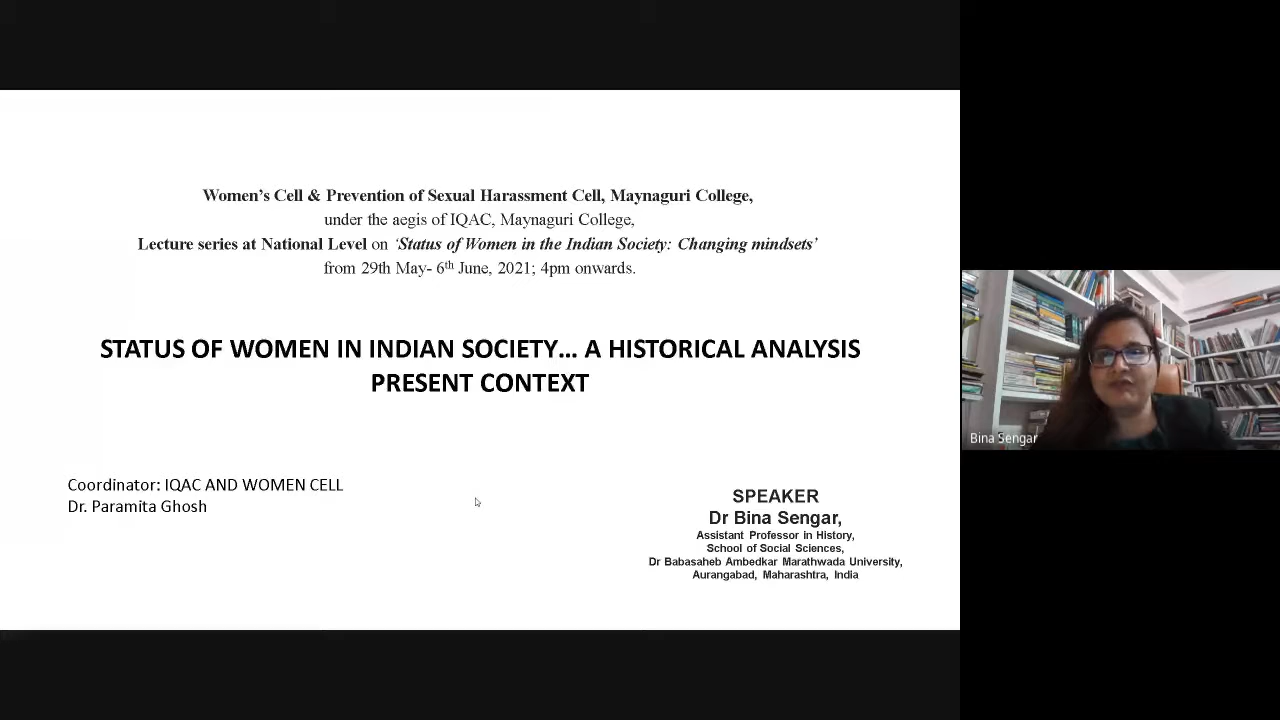 Women's Cell & Prevention of Sexual Harassment Cell, Maynaguri College,
under the aegis of IQAC, Maynaguri College,
Lecture series at National Level on ‘Status of Women in the Indian Society: Changing mindsets’
from 29th May- 6th June, 2021; 4pm onwards.
STATUS OF WOMEN IN INDIAN SOCIETY... A HISTORICAL ANALYSIS
PRESENT CONTEXT
Coordinator: IQAC AND WOMEN CELL
Dr. Paramita Ghosh
SPEAKER
Dr Bina Sengar,
Assistant Professor in History,
School of Social Sciences,
Dr Babasaheb Ambedkar Marathwada University,
Aurangabad, Maharashtra, India
Bina Sengar